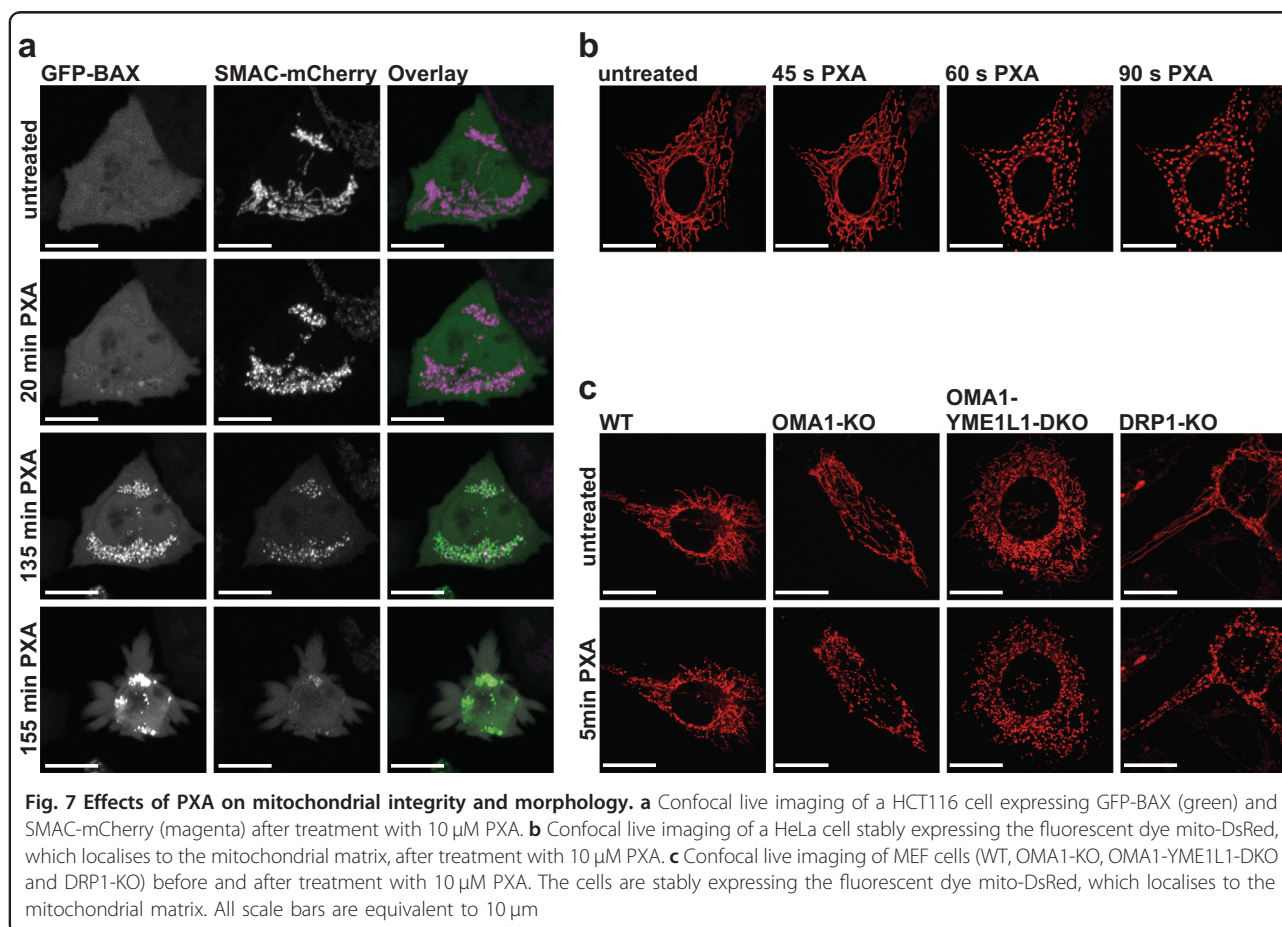 a
GFP-BAX SMAC-mCherry Overlay
untreated
20 min PXA
135 min PXA
155 min PXA
b
untreated 45 s PXA 60 s PXA 90 s PXA
c
WT OMA1-KO OMA1-YME1L1-DKO DRP1-KO
untreated
5min PXA
Fig. 7 Effects of PXA on mitochondrial integrity and morphology. a Confocal live imaging of a HCT116 cell expressing GFP-BAX (green) and
SMAC-mCherry (magenta) after treatment with 10 µM PXA. b Confocal live imaging of a HeLa cell stably expressing the fluorescent dye mito-DsRed,
which localises to the mitochondrial matrix, after treatment with 10 µM PXA. c Confocal live imaging of MEF cells (WT, OMA1-KO, OMA1-YME1L1-DKO
and DRP1-KO) before and after treatment with 10 µM PXA. The cells are stably expressing the fluorescent dye mito-DsRed, which localises to the
mitochondrial matrix. All scale bars are equivalent to 10 µm